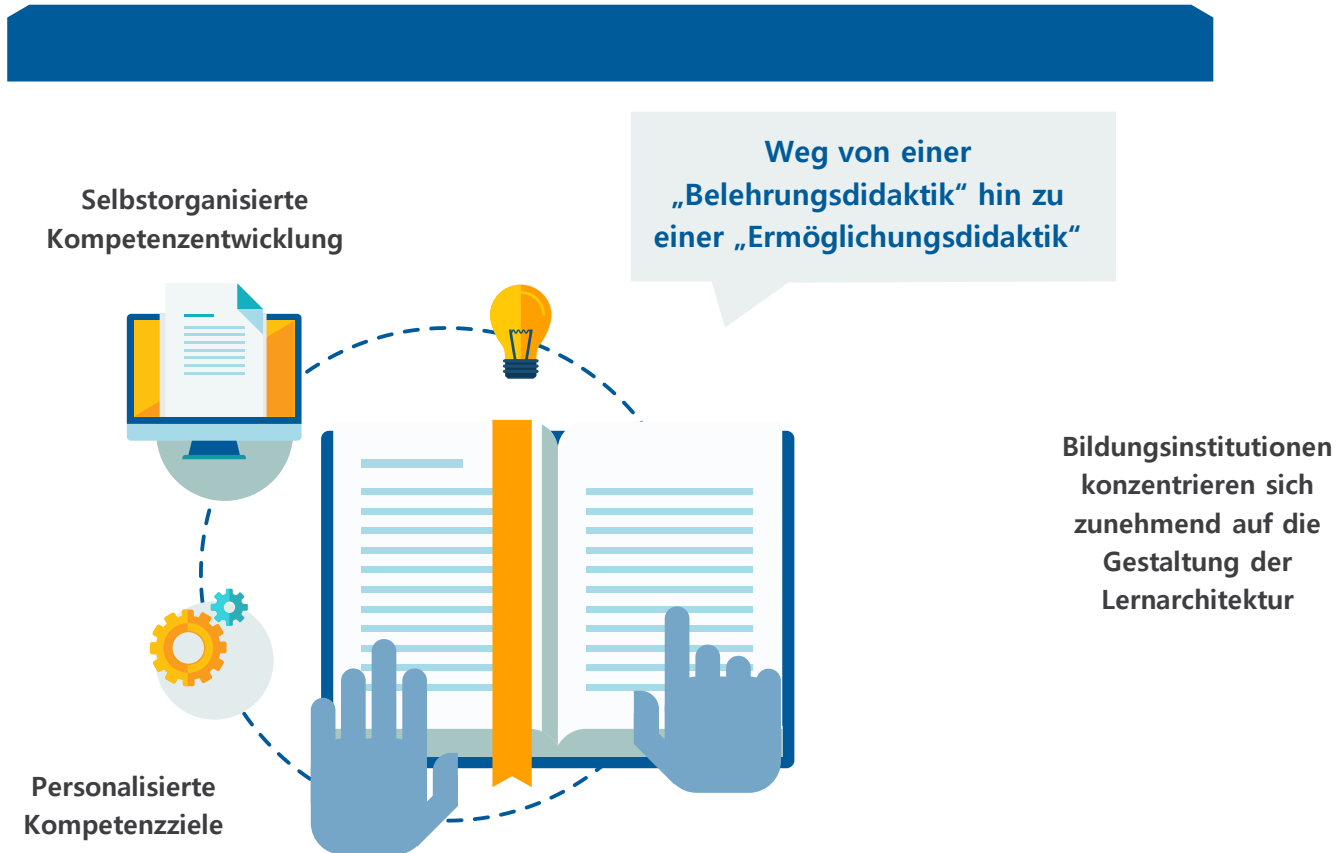 Weg von einer
„Belehrungsdidaktik“ hin zu
einer „Ermöglichungsdidaktik“
Selbstorganisierte
Kompetenzentwicklung
Bildungsinstitutionen
konzentrieren sich
zunehmend auf die
Gestaltung der
Lernarchitektur
Personalisierte
Kompetenzziele